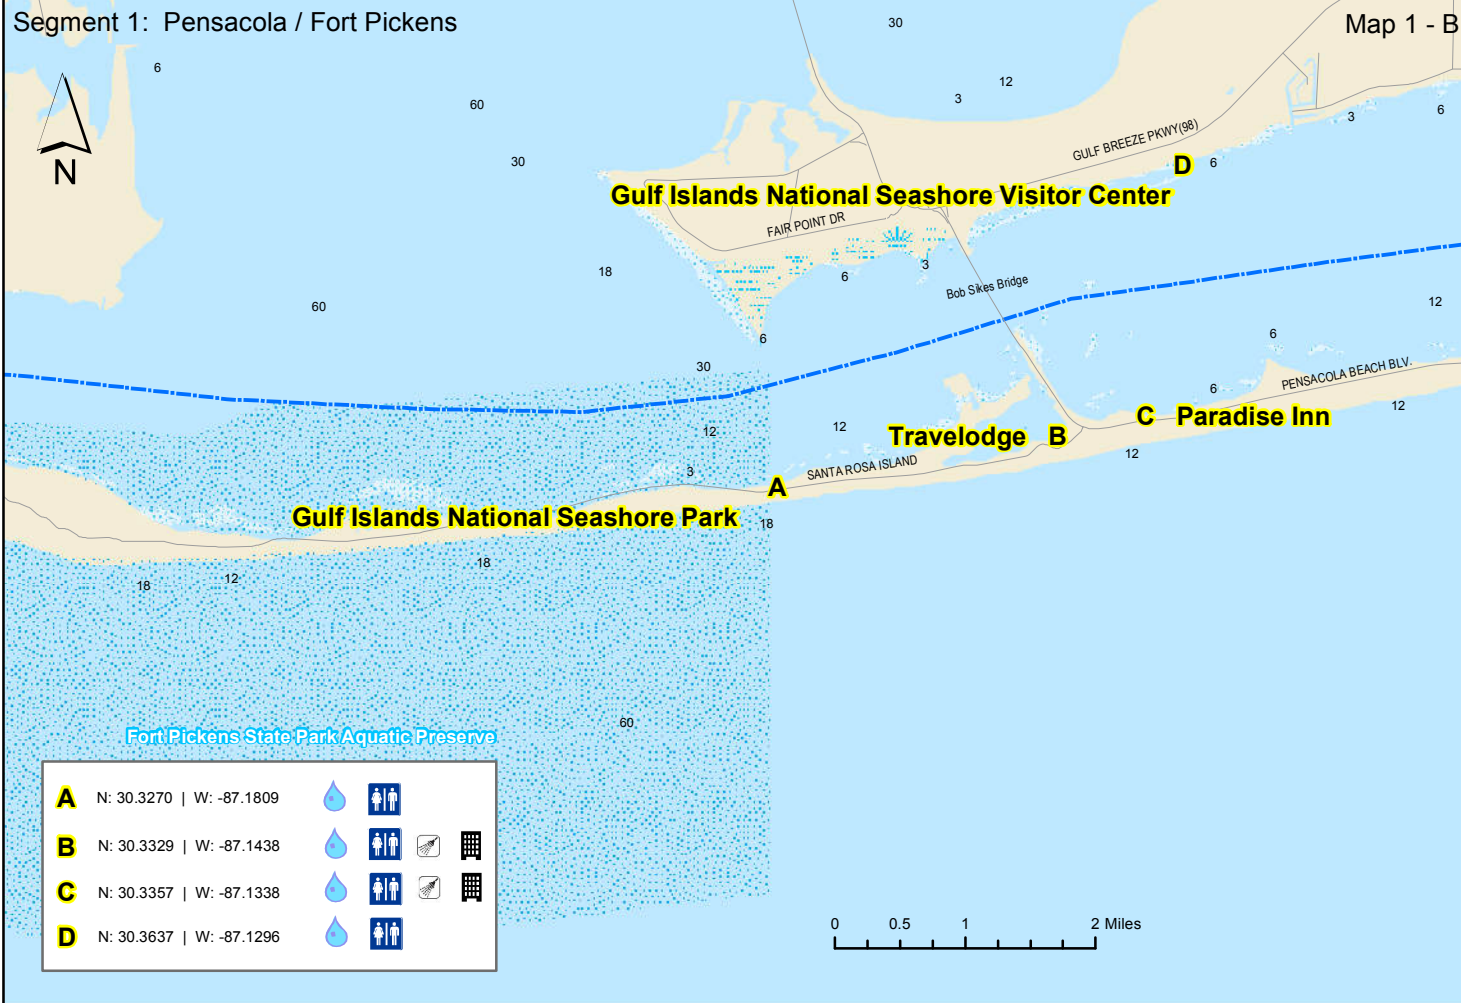 Segment 1:  Pensacola / Fort Pickens
Map 1 - B
30
6
12
60
3
6
3
GULF BREEZE PKWY(98)
30
D
6
N
Gulf Islands National Seashore Visitor Center
FAIR POINT DR
3
18
6
Bob Sikes Bridge
60
12
6
6
30
PENSACOLA BEACH BLV.
6
12
C Paradise Inn
12
12
Travelodge B
12
3
SANTA ROSA ISLAND
A
Gulf Islands National Seashore Park
18
18
12
18
60
Fort Pickens State Park Aquatic Preserve
A N: 30.3270 | W: -87.1809
B N: 30.3329 | W: -87.1438
C N: 30.3357 | W: -87.1338
D N: 30.3637 | W: -87.1296
0 0.5 1 2 Miles